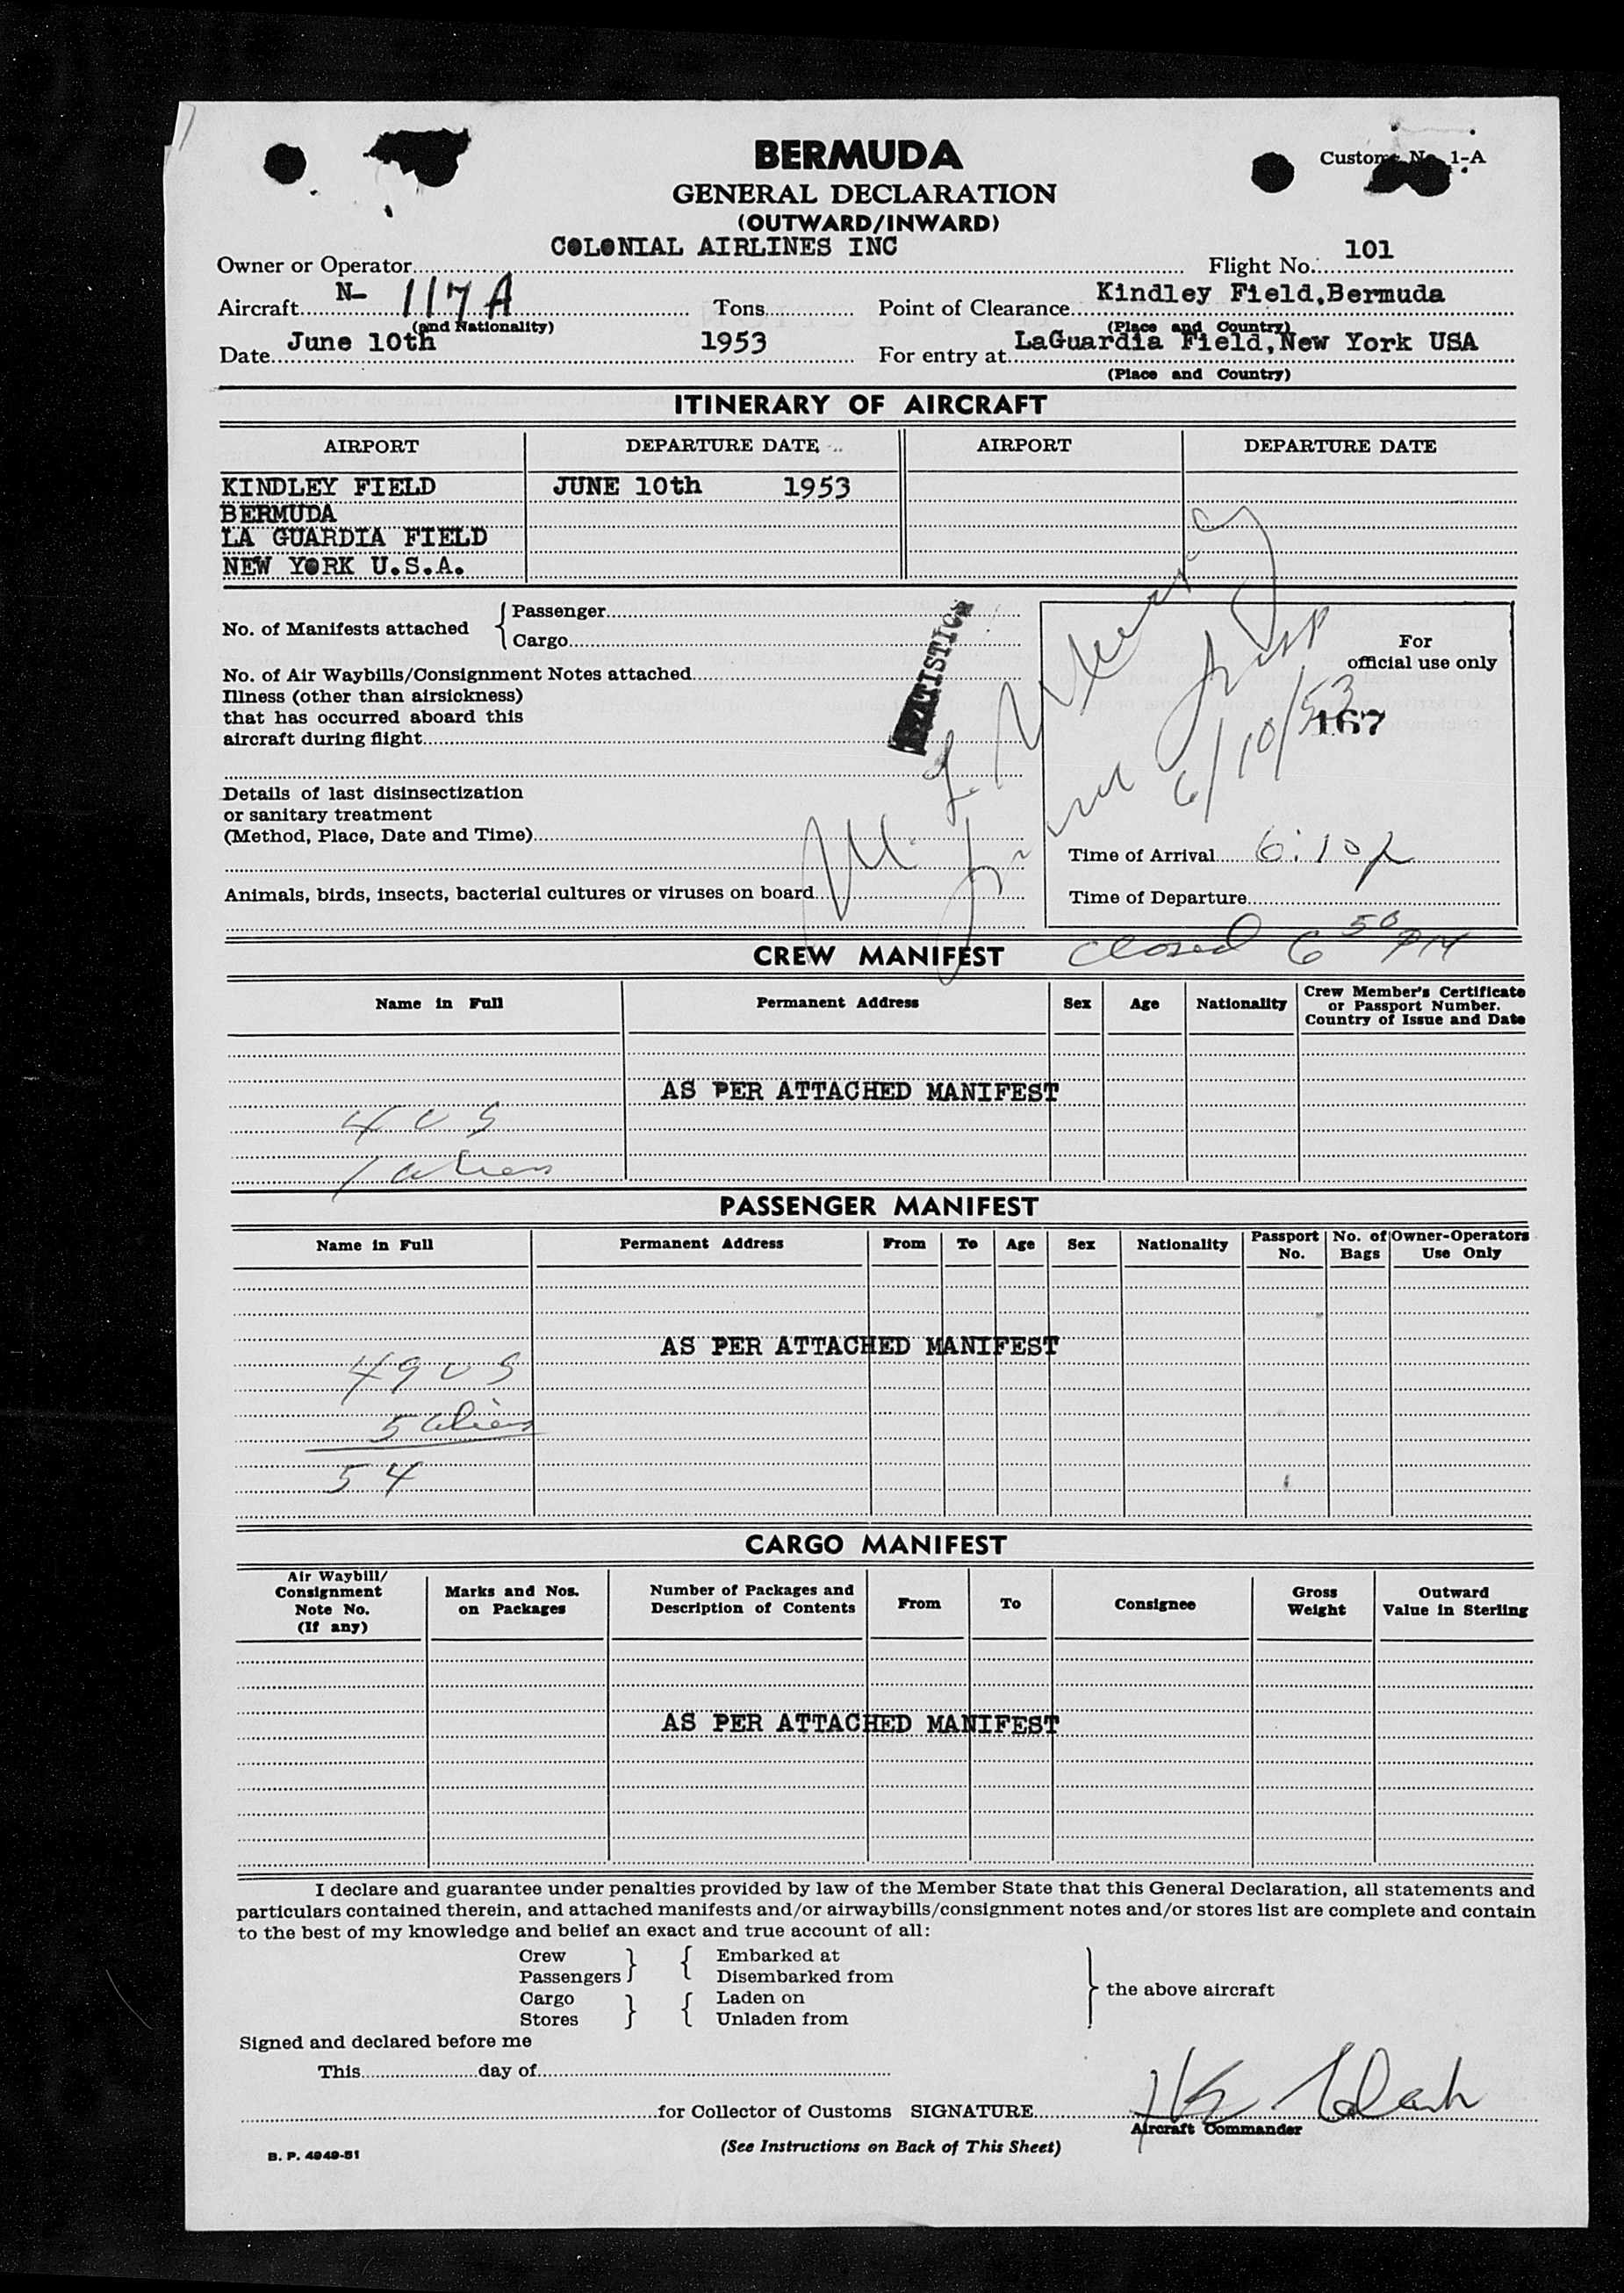 BERMUDA
Customs No. 1-A
GENERAL DECLARATION
(OUTWARD/INWARD)
COLONIAL AIRLINES INC
101
Owner or Operator Flight No.
N- 117A
Kindley Field,Bermuda
Aircraft Tons Point of Clearance
(and Nationality) (Place and Country)
June 10th 1953 LaGuardia Field,New York USA
Date For entry at
(Place and Country)
ITINERARY OF AIRCRAFT
AIRPORT DEPARTURE DATE AIRPORT DEPARTURE DATE
KINDLEY FIELD JUNE 10th 1953
BERMUDA
LA GUARDIA FIELD
NEW YORK U.S.A.
No. of Manifests attached
Passenger
Cargo
STATISTICS
For
official use only
No. of Air Waybills/Consignment Notes attached
Illness (other than airsickness)
that has occurred aboard this
aircraft during flight
6/10/53
167
Details of last disinsectization
or sanitary treatment
(Method, Place, Date and Time)
Time of Arrival 6:10p
Animals, birds, insects, bacterial cultures or viruses on board
Time of Departure
Closed 6 50 PM
CREW MANIFEST
Name in Full Permanent Address Sex Age Nationality Crew Member's Certificate
or Passport Number.
Country of Issue and Date
AS PER ATTACHED MANIFEST
4 US
1 alien
PASSENGER MANIFEST
Name in Full Permanent Address From To Age Sex Nationality Passport No. No. of Bags Owner-Operators Use Only
AS PER ATTACHED MANIFEST
49 US
5 alien
54
CARGO MANIFEST
Air Waybill/
Consignment
Note No.
(If any)
Marks and Nos.
on Packages
Number of Packages and
Description of Contents
From To Consignee
Gross
Weight
Outward
Value in Sterling
AS PER ATTACHED MANIFEST
I declare and guarantee under penalties provided by law of the Member State that this General Declaration, all statements and
particulars contained therein, and attached manifests and/or airwaybills/consignment notes and/or stores list are complete and contain
to the best of my knowledge and belief an exact and true account of all:
Crew Embarked at
Passengers Disembarked from
the above aircraft
Cargo Laden on
Stores Unladen from
Signed and declared before me
This day of
for Collector of Customs SIGNATURE
Aircraft Commander
(See Instructions on Back of This Sheet)
B. P. 4949-51